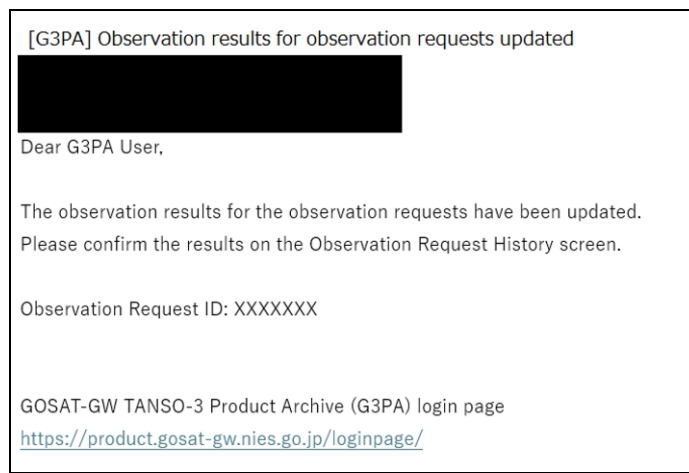 [G3PA] Observation results for observation requests updated
Dear G3PA User,
The observation results for the observation requests have been updated.
Please confirm the results on the Observation Request History screen.
Observation Request ID: XXXXXXX
GOSAT-GW TANSO-3 Product Archive (G3PA) login page
https://product.gosat-gw.nies.go.jp/loginpage/